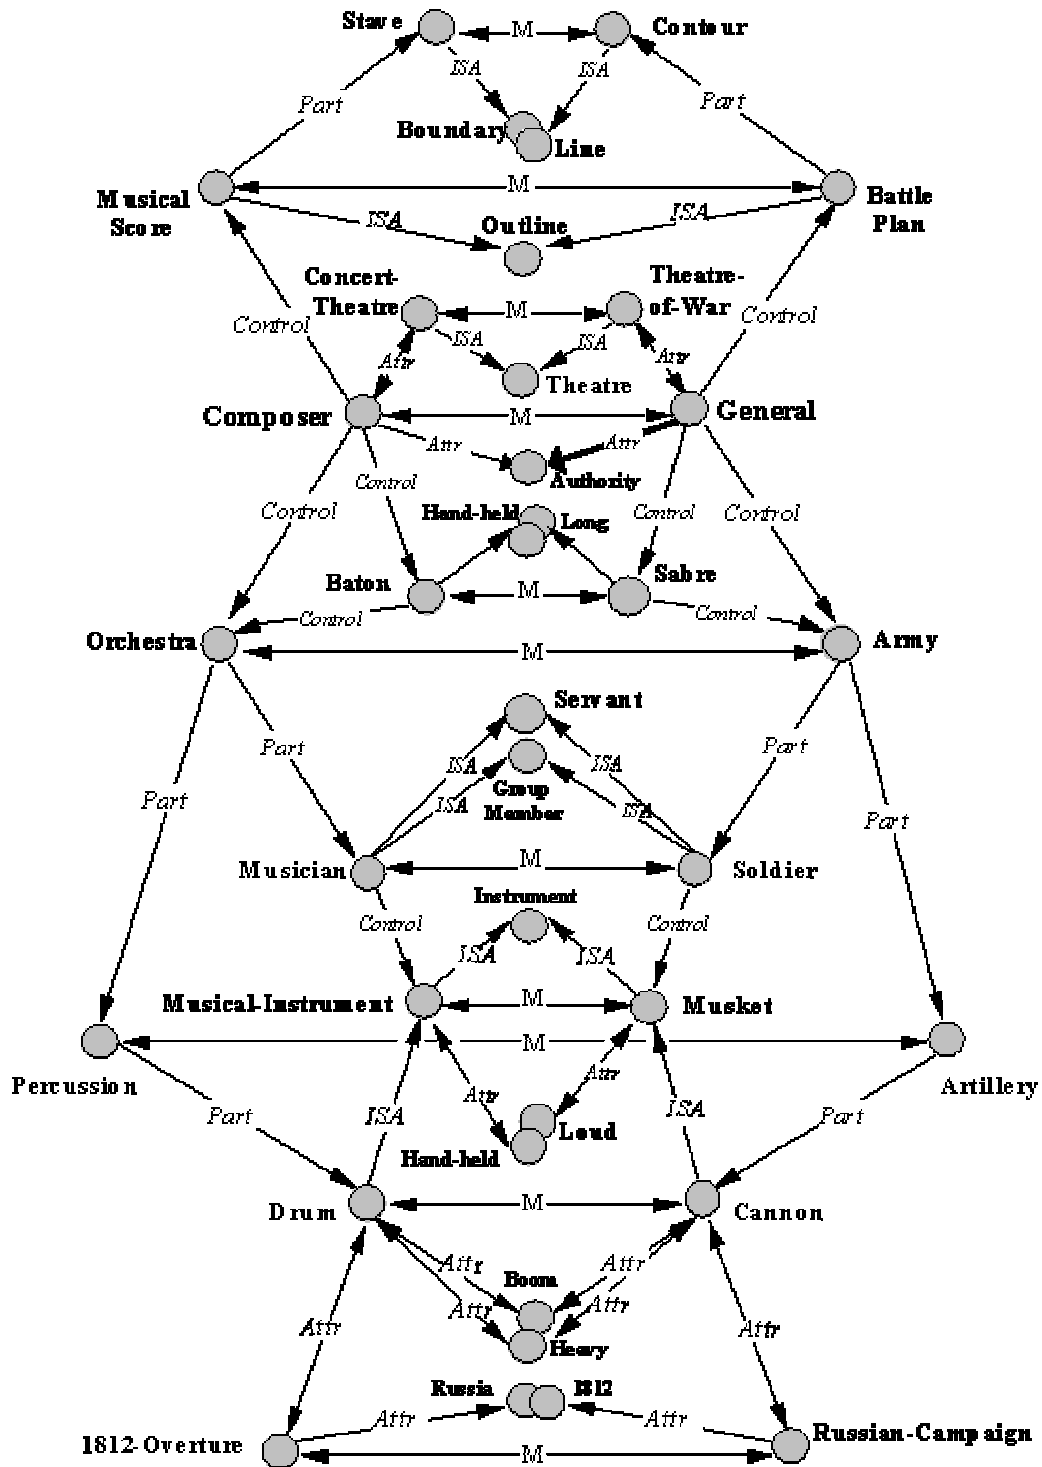 Stave
M
Contour
ISA
ISA
Part
Part
Boundary
Line
Musical
Score
M
Battle
Plan
ISA
ISA
Outline
Concert-
Theatre
M
Theatre-
of-War
Control
ISA
ISA
Control
Attr
Attr
Theatre
Composer
M
General
Attr
Attr
Authority
Control
Control
Control
Control
Hand-held
Long
Baton
M
Sabre
Control
Control
Orchestra
M
Army
Servant
Part
Part
ISA
ISA
Group
Member
ISA
ISA
Part
Part
Musician
M
Soldier
Instrument
Control
Control
ISA
ISA
Musical-Instrument
M
Musket
M
Percussion
Artillery
Attr
Attr
Part
ISA
ISA
Part
Loud
Hand-held
Drum
M
Cannon
Attr
Attr
Boom
Attr
Attr
Attr
Attr
Heavy
Russia
1812
Attr
Attr
1812-Overture
M
Russian-Campaign